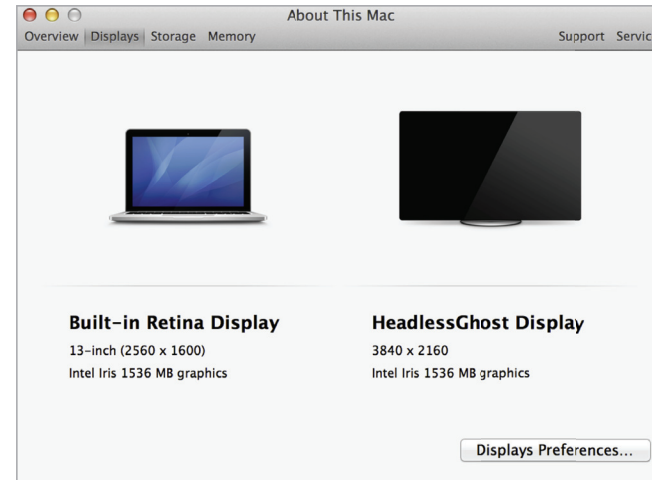 About This Mac
Overview Displays Storage Memory Support Servic
Built-in Retina Display
13-inch (2560 x 1600)
Intel Iris 1536 MB graphics
HeadlessGhost Display
3840 x 2160
Intel Iris 1536 MB graphics
Displays Preferences...